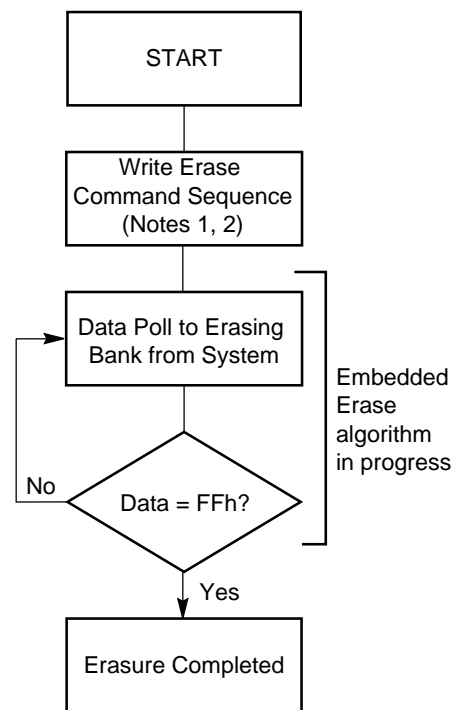 START
Write Erase
Command Sequence
(Notes 1, 2)
Data Poll to Erasing
Bank from System
Embedded
Erase
algorithm
in progress
No
Data = FFh?
Yes
Erasure Completed